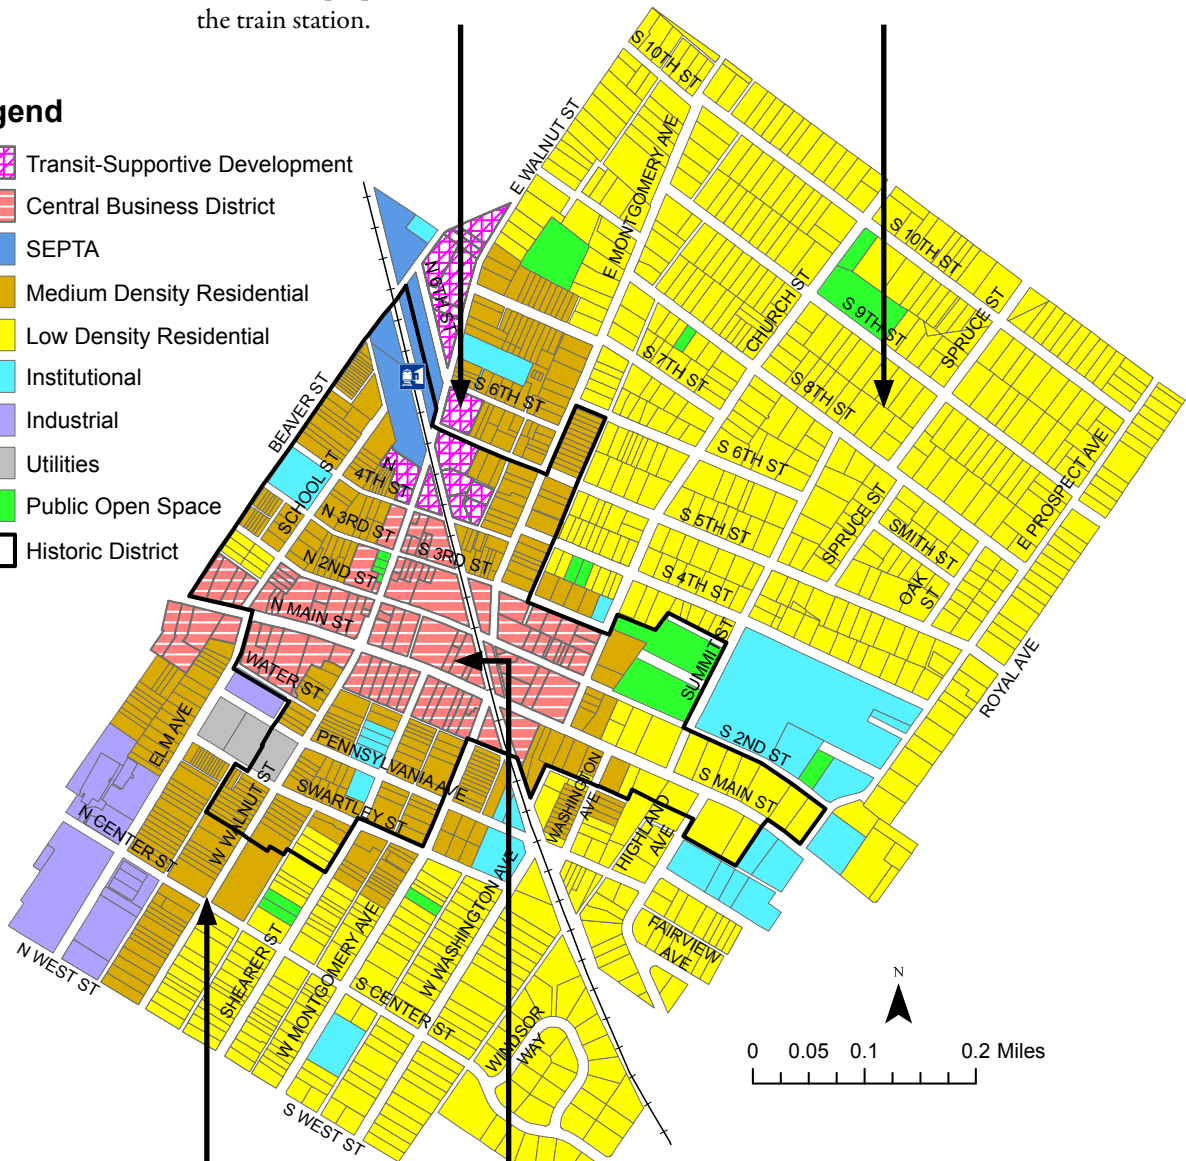 the train station.
gend
Transit-Supportive Development
Central Business District
SEPTA
Medium Density Residential
Low Density Residential
Institutional
Industrial
Utilities
Public Open Space
Historic District
S 10TH ST
E WALNUT ST
E MONTGOMERY AVE
S 10TH ST
CHURCH ST
S 9TH ST
SPRUCE ST
N 6TH ST
S 7TH ST
S 8TH ST
S 6TH ST
BEAVER ST
S 6TH ST
E PROSPECT AVE
SCHOOL ST
N
4TH ST
N 3RD ST
S 5TH ST
SPRUCE ST
SMITH ST
S 3RD ST
N 2ND ST
S 4TH ST
OAK
ST
N MAIN ST
SUMMIT ST
ROYAL AVE
WATER ST
ELM AVE
S 2ND ST
PENNSYLVANIA AVE
S MAIN ST
WASHINGTON
AVE
SWARTLEY ST
HIGHLAND
AVE
N CENTER ST
W WALNUT ST
W WASHINGTON AVE
FAIRVIEW
AVE
N WEST ST
SHEARER ST
W MONTGOMERY AVE
S CENTER ST
WINDSOR
WAY
S WEST ST
N
0 0.05 0.1 0.2 Miles